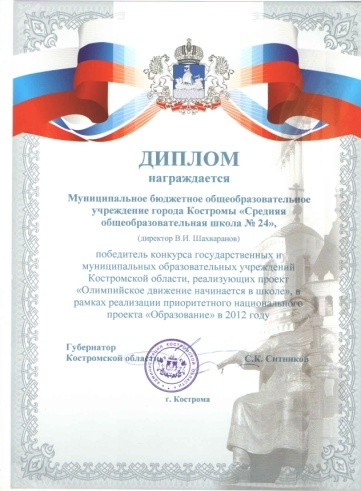 ДИПЛОМ
награждается
Муниципальное бюджетное общеобразовательное
учреждение города Костромы «Средняя
общеобразовательная школа № 24»,
(директор В.И. Шахваранов)
победитель конкурса государственных и
муниципальных образовательных учреждений
Костромской области, реализующих проект
«Олимпийское движение начинается в школе», в
рамках реализации приоритетного национального
проекта «Образование» в 2012 году
Губернатор
Костромской области
С.К. Ситников
г. Кострома